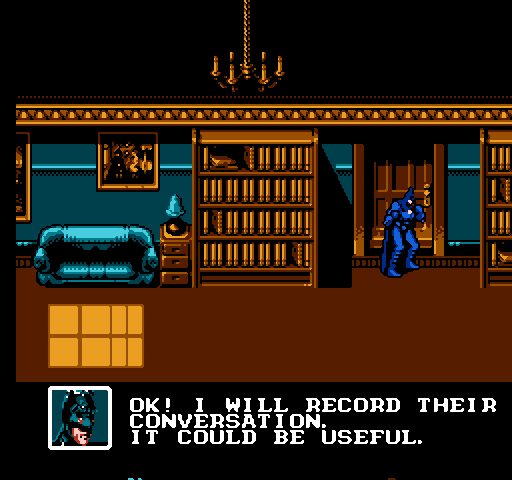 OK! I WILL RECORD THEIR
CONVERSATION.
IT COULD BE USEFUL.